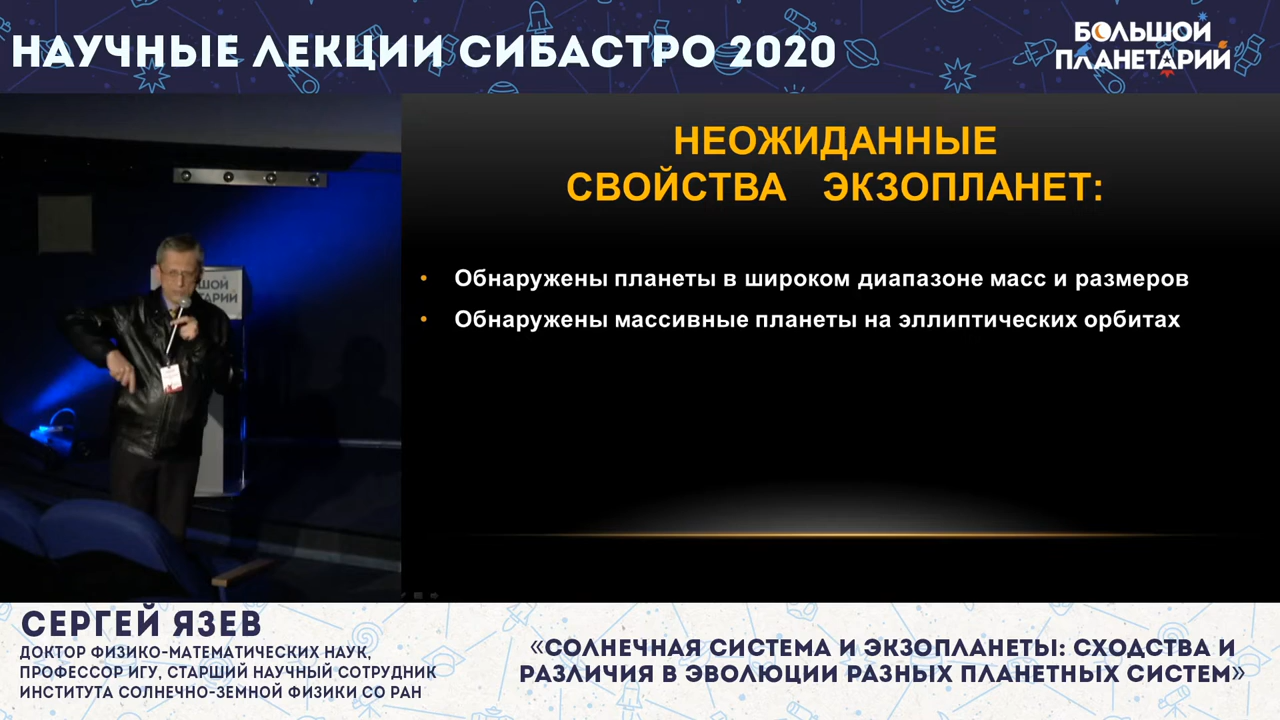 НАУЧНЫЕ ЛЕКЦИИ СИБАСТРО 2020
БОЛЬШОЙ
ПЛАНЕТАРИЙ
НЕОЖИДАННЫЕ
СВОЙСТВА ЭКЗОПЛАНЕТ:
• Обнаружены планеты в широком диапазоне масс и размеров
• Обнаружены массивные планеты на эллиптических орбитах
ШОЙ
ТАРИЙ
СЕРГЕЙ ЯЗЕВ
ДОКТОР ФИЗИКО-МАТЕМАТИЧЕСКИХ НАУК,
ПРОФЕССОР ИГУ, СТАРШИЙ НАУЧНЫЙ СОТРУДНИК
ИНСТИТУТА СОЛНЕЧНО-ЗЕМНОЙ ФИЗИКИ СО РАН
«СОЛНЕЧНАЯ СИСТЕМА И ЭКЗОПЛАНЕТЫ: СХОДСТВА И
РАЗЛИЧИЯ В ЭВОЛЮЦИИ РАЗНЫХ ПЛАНЕТНЫХ СИСТЕМ»